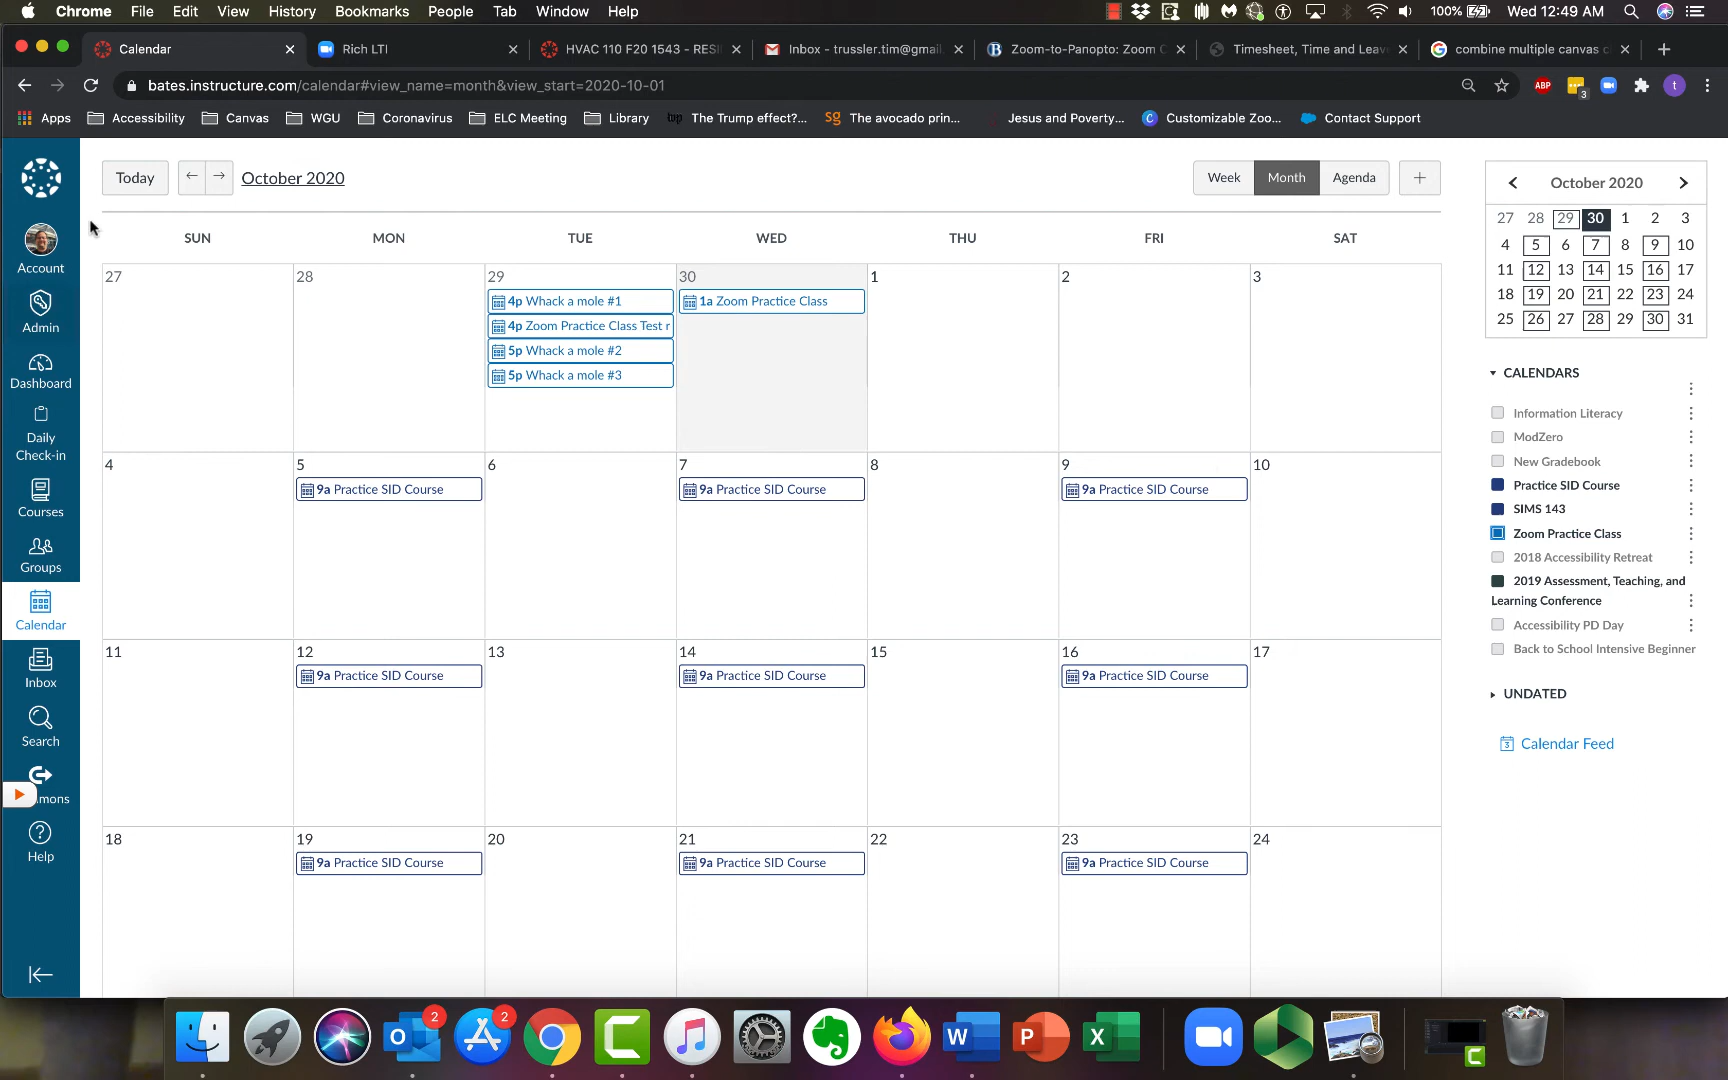 Chrome File Edit View History Bookmarks People Tab Window Help 100% Wed 12:49 AM
Calendar Rich LTI HVAC 110 F20 1543 - RESI Inbox - trussler.tim@gmail. Zoom-to-Panopto: Zoom Timesheet, Time and Leav combine multiple canvas c
bates.instructure.com/calendar#view_name=month&view_start=2020-10-01 ABP 3 t
Apps Accessibility Canvas WGU Coronavirus ELC Meeting Library The Trump effect?... The avocado prin... Jesus and Poverty... Customizable Zoo... Contact Support
Today October 2020 Week Month Agenda
SUN MON TUE WED THU FRI SAT
27 28 29 30 1 2 3
4p Whack a mole #1 1a Zoom Practice Class
4p Zoom Practice Class Test r
5p Whack a mole #2
5p Whack a mole #3
4 5 6 7 8 9 10
9a Practice SID Course 9a Practice SID Course 9a Practice SID Course
11 12 13 14 15 16 17
9a Practice SID Course 9a Practice SID Course 9a Practice SID Course
18 19 20 21 22 23 24
9a Practice SID Course 9a Practice SID Course 9a Practice SID Course
Account
Admin
Dashboard
Daily
Check-in
Courses
Groups
Calendar
Inbox
Search
mons
Help
October 2020
27 28 29 30 1 2 3
4 5 6 7 8 9 10
11 12 13 14 15 16 17
18 19 20 21 22 23 24
25 26 27 28 29 30 31
CALENDARS
Information Literacy
ModZero
New Gradebook
Practice SID Course
SIMS 143
Zoom Practice Class
2018 Accessibility Retreat
2019 Assessment, Teaching, and
Learning Conference
Accessibility PD Day
Back to School Intensive Beginner
UNDATED
Calendar Feed
2 2